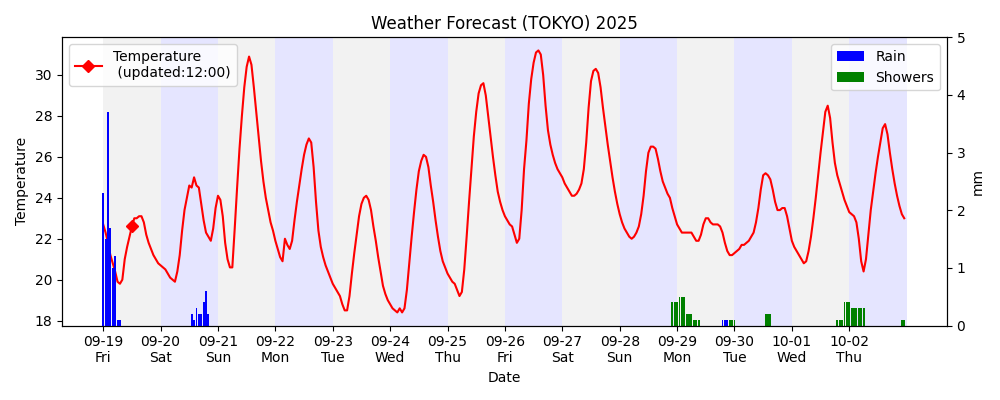 Weather Forecast (TOKYO) 2025
Temperature
(updated:12:00)
Rain
Showers
Temperature
30
28
26
24
22
20
18
5
4
3
2
1
0
mm
09-19 09-20 09-21 09-22 09-23 09-24 09-25 09-26 09-27 09-28 09-29 09-30 10-01 10-02
Fri Sat Sun Mon Tue Wed Thu Fri Sat Sun Mon Tue Wed Thu
Date